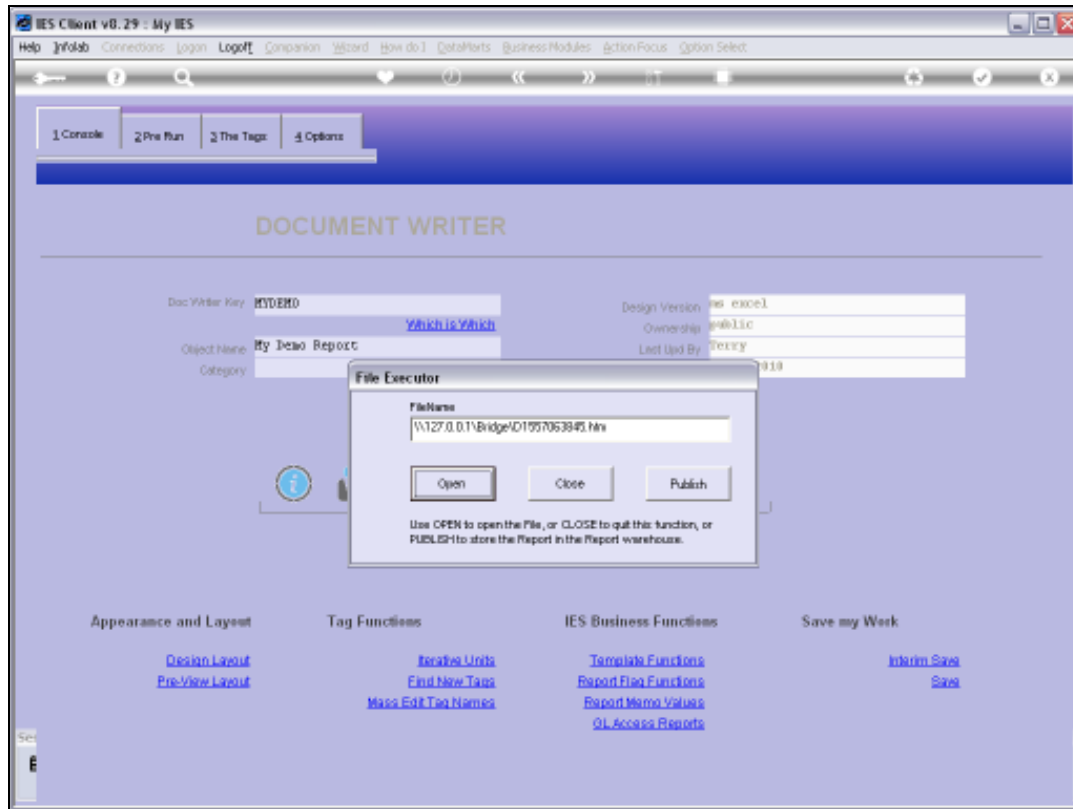 IES Client v8.29 : My IES
Help Infolab Connections Logon Logoff Companion Wizard How do I DataMarts Business Modules Action Focus Option Select
1 Console 2 Pre Run 3 The Tags 4 Options
DOCUMENT WRITER
Doc Writer Key MYDEMO
Design Version ms excel
Which is Which
Ownership public
Object Name My Demo Report
Last Upd By Terry
Category
File Executor
FileName
\\127.0.0.1\Bridge\D1557063845.htm
Open Close Publish
Use OPEN to open the File, or CLOSE to quit this function, or
PUBLISH to store the Report in the Report warehouse.
Appearance and Layout Tag Functions IES Business Functions Save my Work
Design Layout Iterative Units Template Functions Interim Save
Pre-View Layout Find New Tags Report Flag Functions Save
Mass Edit Tag Names Report Memo Values
GL Access Reports